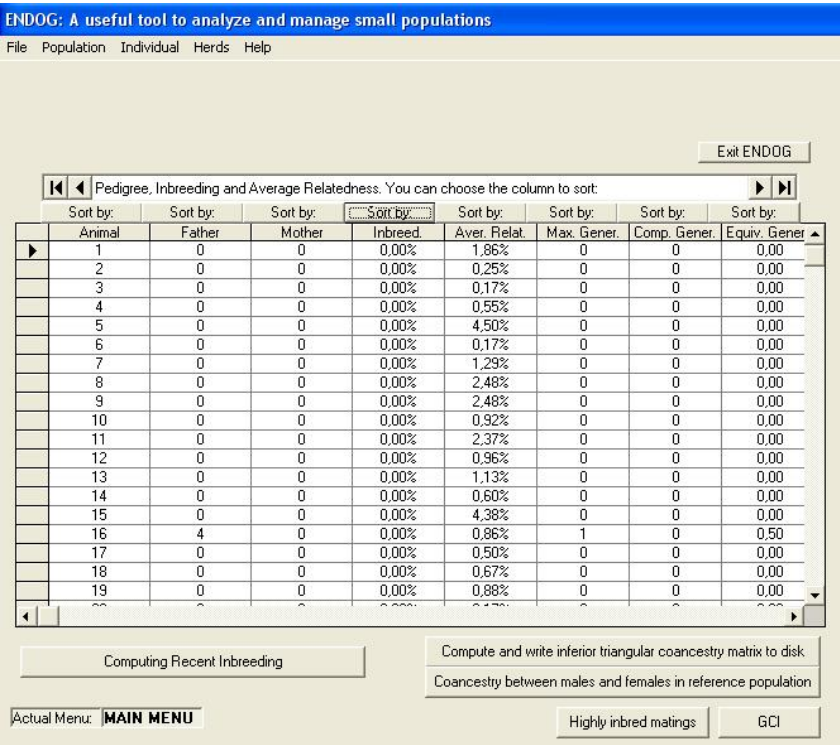 ENDOG: A useful tool to analyze and manage small populations
File Population Individual Herds Help
Exit ENDOG
Pedigree, Inbreeding and Average Relatedness. You can choose the column to sort:
Sort by: Sort by: Sort by: Sort by: Sort by: Sort by: Sort by: Sort by:
Animal Father Mother Inbreed. Aver. Relat. Max. Gener. Comp. Gener. Equiv. Gener
1 0 0 0,00% 1,86% 0 0 0,00
2 0 0 0,00% 0,25% 0 0 0,00
3 0 0 0,00% 0,17% 0 0 0,00
4 0 0 0,00% 0,55% 0 0 0,00
5 0 0 0,00% 4,50% 0 0 0,00
6 0 0 0,00% 0,17% 0 0 0,00
7 0 0 0,00% 1,29% 0 0 0,00
8 0 0 0,00% 2,48% 0 0 0,00
9 0 0 0,00% 2,48% 0 0 0,00
10 0 0 0,00% 0,92% 0 0 0,00
11 0 0 0,00% 2,37% 0 0 0,00
12 0 0 0,00% 0,96% 0 0 0,00
13 0 0 0,00% 1,13% 0 0 0,00
14 0 0 0,00% 0,60% 0 0 0,00
15 0 0 0,00% 4,38% 0 0 0,00
16 4 0 0,00% 0,86% 1 0 0,50
17 0 0 0,00% 0,50% 0 0 0,00
18 0 0 0,00% 0,67% 0 0 0,00
19 0 0 0,00% 0,88% 0 0 0,00
Computing Recent Inbreeding
Compute and write inferior triangular coancestry matrix to disk
Coancestry between males and females in reference population
Actual Menu: MAIN MENU
Highly inbred matings
GCI